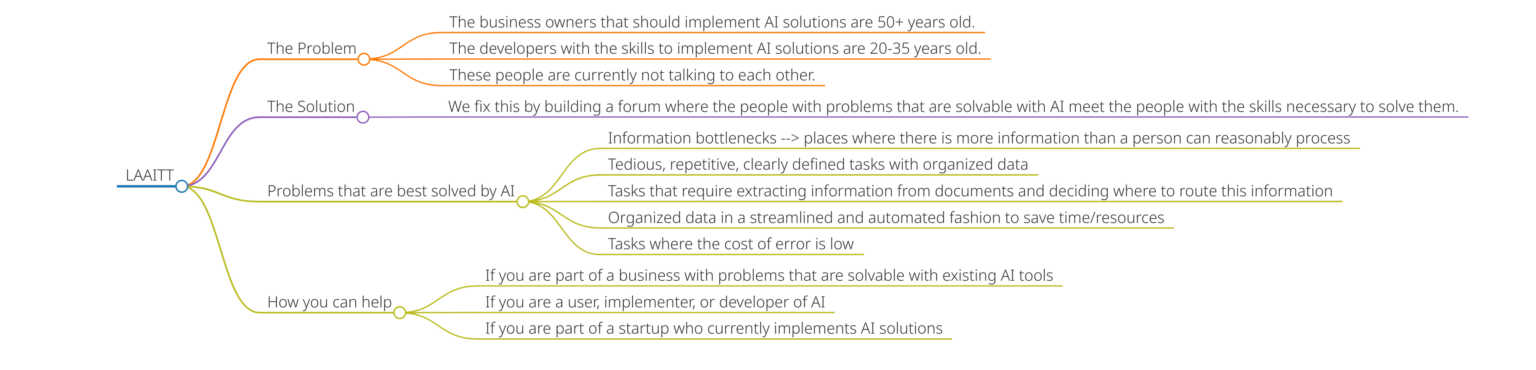 LAAITT
The Problem
The business owners that should implement AI solutions are 50+ years old.
The developers with the skills to implement AI solutions are 20-35 years old.
These people are currently not talking to each other.
The Solution
We fix this by building a forum where the people with problems that are solvable with AI meet the people with the skills necessary to solve them.
Problems that are best solved by AI
Information bottlenecks --> places where there is more information than a person can reasonably process
Tedious, repetitive, clearly defined tasks with organized data
Tasks that require extracting information from documents and deciding where to route this information
Organized data in a streamlined and automated fashion to save time/resources
Tasks where the cost of error is low
How you can help
If you are part of a business with problems that are solvable with existing AI tools
If you are a user, implementer, or developer of AI
If you are part of a startup who currently implements AI solutions